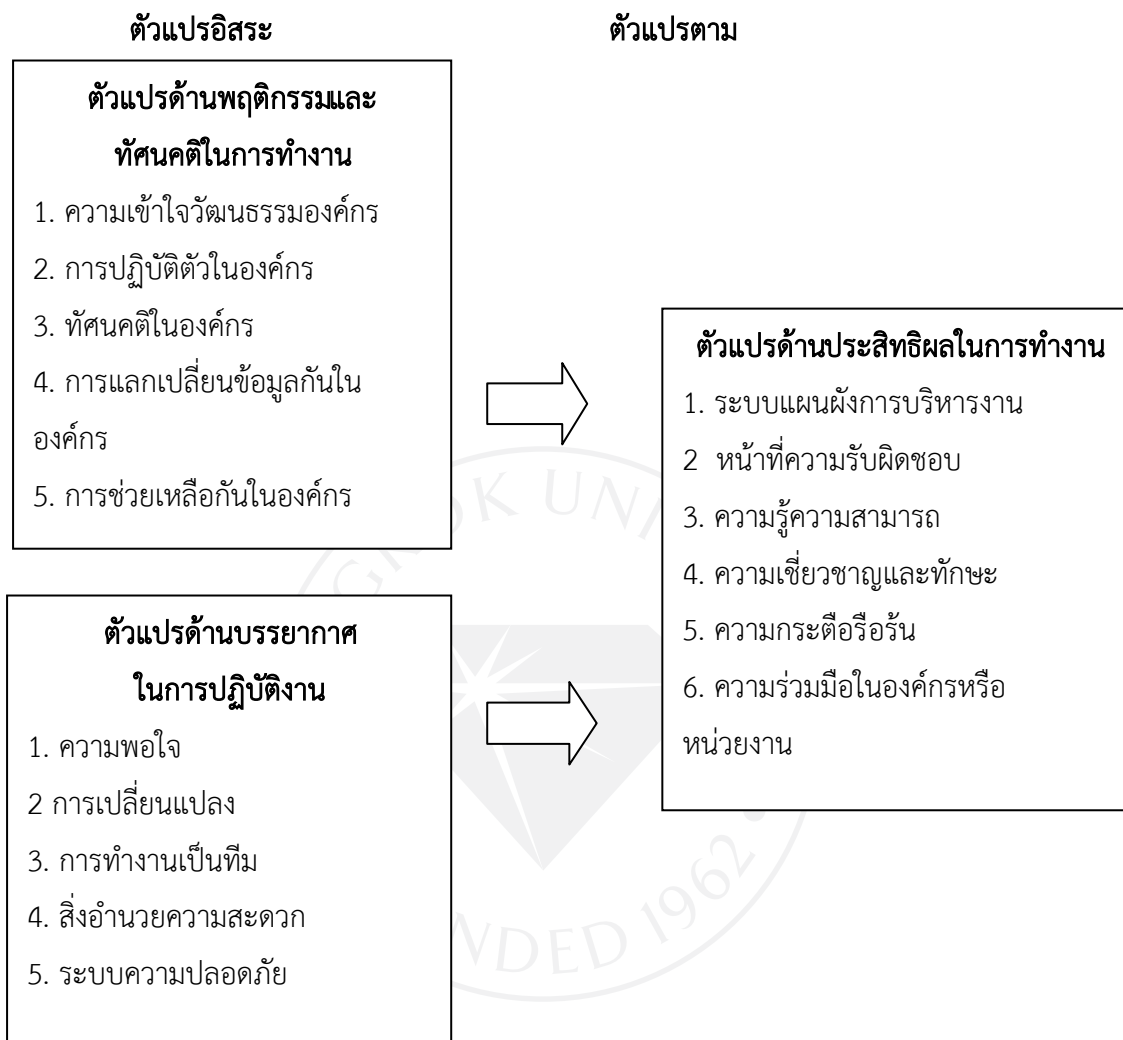 ตัวแปรอิสระ
ตัวแปรตาม
ตัวแปรด้านพฤติกรรมและ
ทัศนคติในการทำงาน
1. ความเข้าใจวัฒนธรรมองค์กร
2. การปฏิบัติตัวในองค์กร
3. ทัศนคติในองค์กร
4. การแลกเปลี่ยนข้อมูลกันใน
องค์กร
5. การช่วยเหลือกันในองค์กร
ตัวแปรด้านบรรยากาศ
ในการปฏิบัติงาน
1. ความพอใจ
2 การเปลี่ยนแปลง
3. การทำงานเป็นทีม
4. สิ่งอำนวยความสะดวก
5. ระบบความปลอดภัย
ตัวแปรด้านประสิทธิผลในการทำงาน
1. ระบบแผนผังการบริหารงาน
2 หน้าที่ความรับผิดชอบ
3. ความรู้ความสามารถ
4. ความเชี่ยวชาญและทักษะ
5. ความกระตือรือร้น
6. ความร่วมมือในองค์กรหรือ
หน่วยงาน
GKOK UNI
NDED 1962